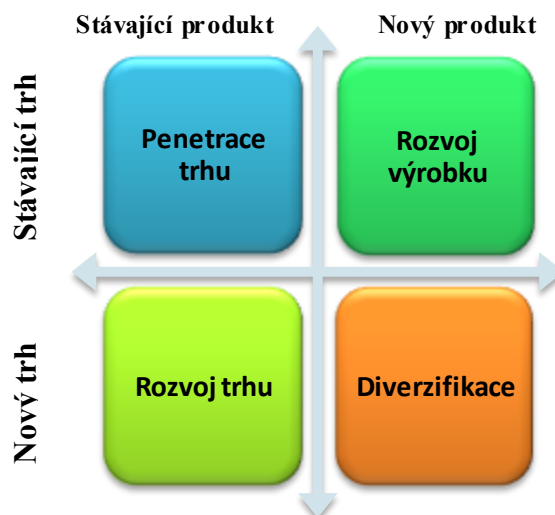 Stávající produkt
Nový produkt
Stávající trh
Penetrace
trhu
Rozvoj
výrobku
Nový trh
Rozvoj trhu
Diverzifikace